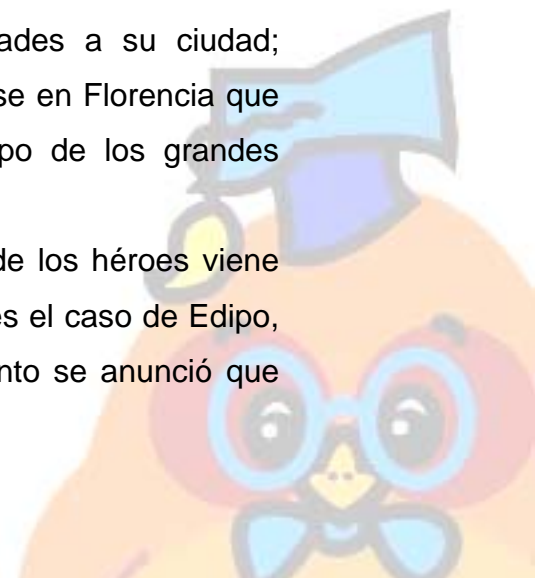 ades a su ciudad;
se en Florencia que
po de los grandes
de los héroes viene
es el caso de Edipo,
nto se anunció que